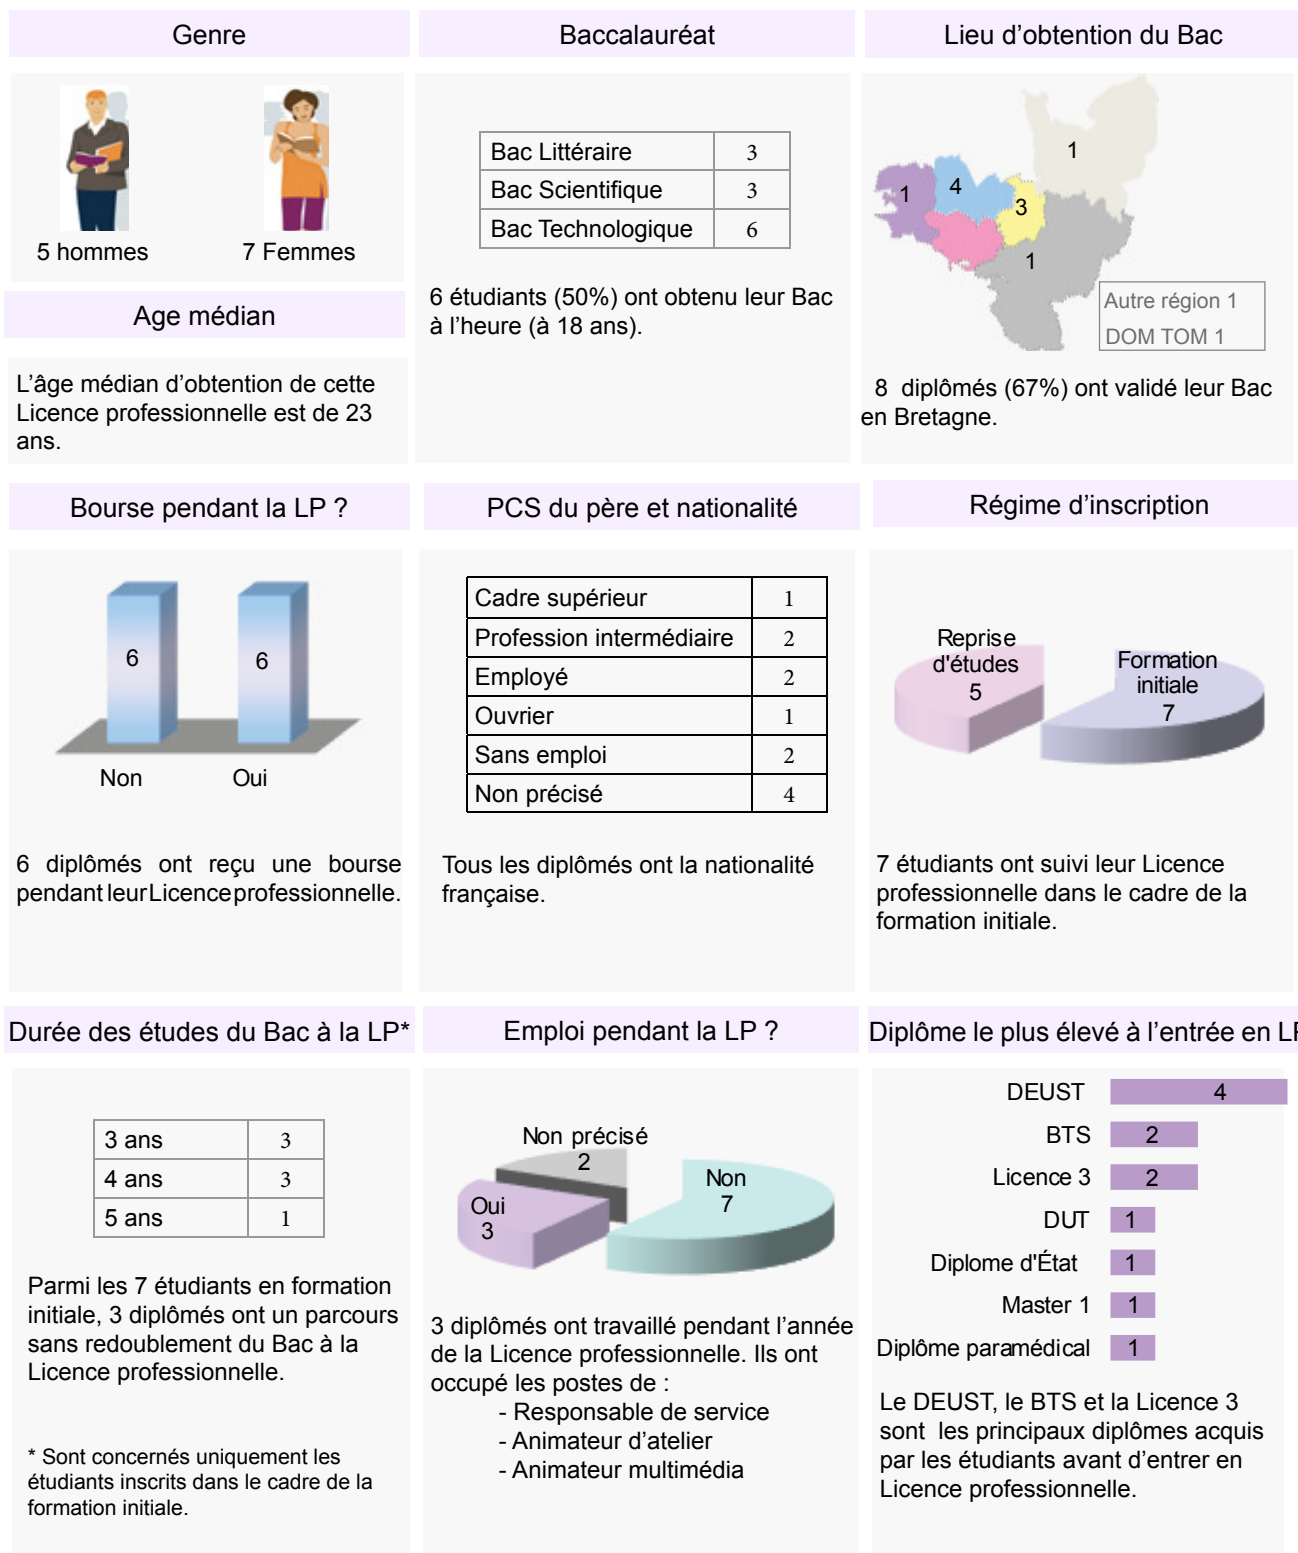 Genre
5 hommes
7 Femmes
Age médian
L'âge médian d'obtention de cette
Licence professionnelle est de 23
ans.
Baccalauréat
Bac Littéraire 3
Bac Scientifique 3
Bac Technologique 6
6 étudiants (50%) ont obtenu leur Bac
à l'heure (à 18 ans).
Lieu d'obtention du Bac
1
1
4
3
1
Autre région 1
DOM TOM 1
8 diplômés (67%) ont validé leur Bac
en Bretagne.
Bourse pendant la LP ?
6
6
Non
Oui
6 diplômés ont reçu une bourse
pendant leur Licence professionnelle.
PCS du père et nationalité
Cadre supérieur 1
Profession intermédiaire 2
Employé 2
Ouvrier 1
Sans emploi 2
Non précisé 4
Tous les diplômés ont la nationalité
française.
Régime d'inscription
Reprise
d'études
5
Formation
initiale
7
7 étudiants ont suivi leur Licence
professionnelle dans le cadre de la
formation initiale.
Durée des études du Bac à la LP*
3 ans 3
4 ans 3
5 ans 1
Parmi les 7 étudiants en formation
initiale, 3 diplômés ont un parcours
sans redoublement du Bac à la
Licence professionnelle.
* Sont concernés uniquement les
étudiants inscrits dans le cadre de la
formation initiale.
Emploi pendant la LP ?
Non précisé
2
Non
7
Oui
3
3 diplômés ont travaillé pendant l'année
de la Licence professionnelle. Ils ont
occupé les postes de :
- Responsable de service
- Animateur d'atelier
- Animateur multimédia
Diplôme le plus élevé à l'entrée en LP
DEUST 4
BTS 2
Licence 3 2
DUT 1
Diplome d'État 1
Master 1 1
Diplôme paramédical 1
Le DEUST, le BTS et la Licence 3
sont les principaux diplômes acquis
par les étudiants avant d'entrer en
Licence professionnelle.